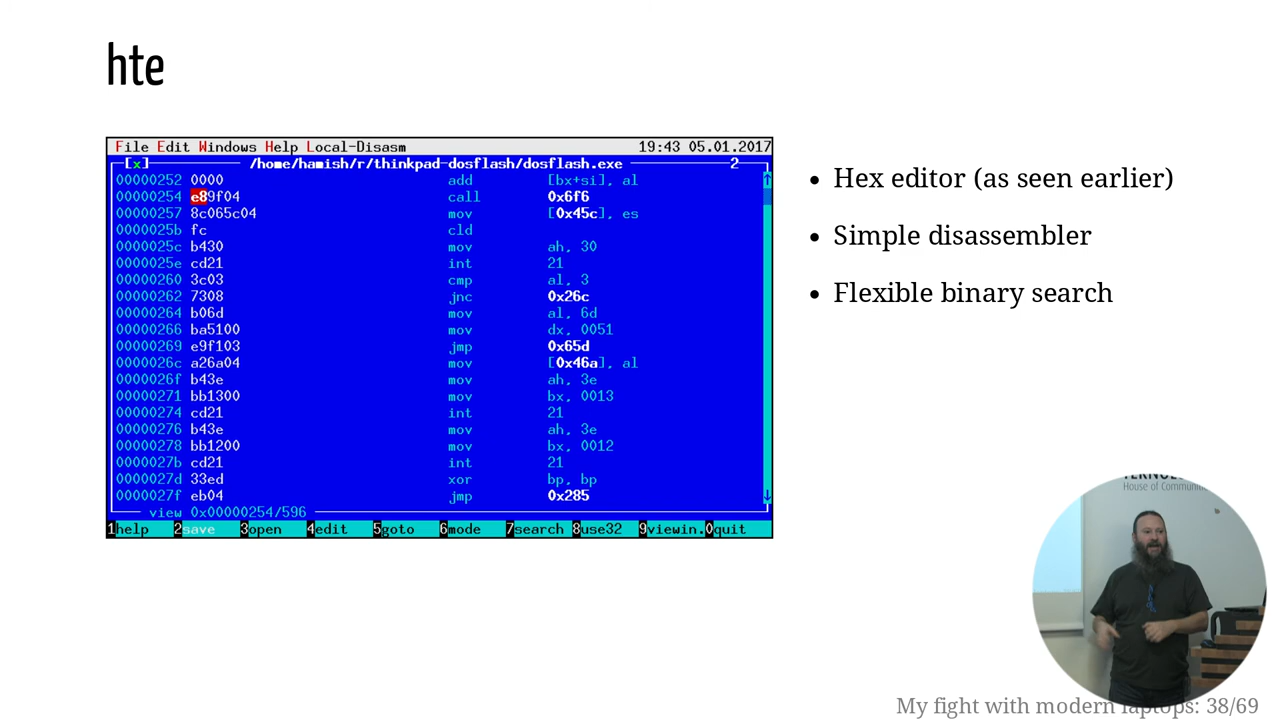 hte
File Edit Windows Help Local-Disasm 19:43 05.01.2017
[x] /home/hamish/r/thinkpad-dosflash/dosflash.exe 2
00000252 0000 add [bx+si], al
00000254 e89f04 call 0x6f6
00000257 8c065c04 mov [0x45c], es
0000025b fc cld
0000025c b430 mov ah, 30
0000025e cd21 int 21
00000260 3c03 cmp al, 3
00000262 7308 jnc 0x26c
00000264 b06d mov al, 6d
00000266 ba5100 mov dx, 0051
00000269 e9f103 jmp 0x65d
0000026c a26a04 mov [0x46a], al
0000026f b43e mov ah, 3e
00000271 bb1300 mov bx, 0013
00000274 cd21 int 21
00000276 b43e mov ah, 3e
00000278 bb1200 mov bx, 0012
0000027b cd21 int 21
0000027d 33ed xor bp, bp
0000027f eb04 jmp 0x285
view 0x00000254/596
1help 2save 3open 4edit 5goto 6mode 7search 8use32 9viewin. 0quit
• Hex editor (as seen earlier)
• Simple disassembler
• Flexible binary search
House of Communi
My fight with modern laptops: 38/69